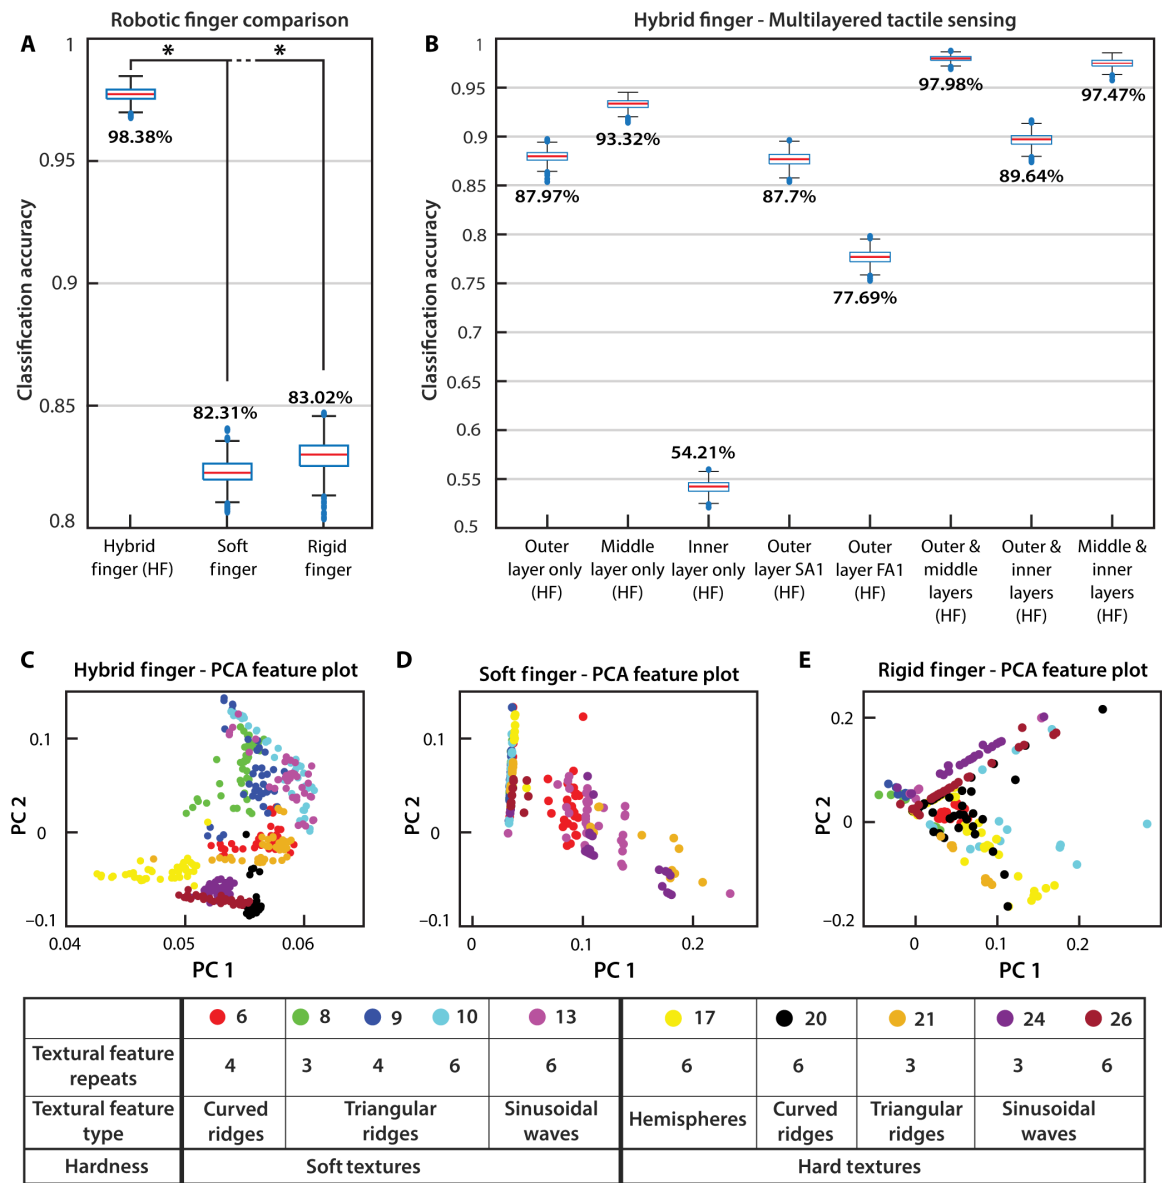 Robotic finger comparison
Hybrid finger - Multilayered tactile sensing
A
B
Classification accuracy
1
0.95
0.9
0.85
0.8
*
*
98.38%
82.31%
83.02%
Hybrid
finger (HF)
Soft
finger
Rigid
finger
Classification accuracy
1
0.95
0.9
0.85
0.8
0.75
0.7
0.65
0.6
0.55
0.5
87.97%
93.32%
54.21%
87.7%
77.69%
97.98%
89.64%
97.47%
Outer
layer only
(HF)
Middle
layer only
(HF)
Inner
layer only
(HF)
Outer
layer SA1
(HF)
Outer
layer FA1
(HF)
Outer &
middle
layers
(HF)
Outer &
inner
layers
(HF)
Middle &
inner
layers
(HF)
C
Hybrid finger - PCA feature plot
PC 2
0.1
0
−0.1
0.04
0.05
0.06
PC 1
D
Soft finger - PCA feature plot
PC 2
0.1
0
−0.1
0
0.1
0.2
PC 1
E
Rigid finger - PCA feature plot
PC 2
0.2
0
−0.2
0
0.1
0.2
PC 1
6 8 9 10 13 17 20 21 24 26
Textural feature
repeats
4 3 4 6 6 6 6 3 3 6
Textural feature
type
Curved
ridges
Triangular
ridges
Sinusoidal
waves
Hemispheres
Curved
ridges
Triangular
ridges
Sinusoidal
waves
Hardness
Soft textures
Hard textures